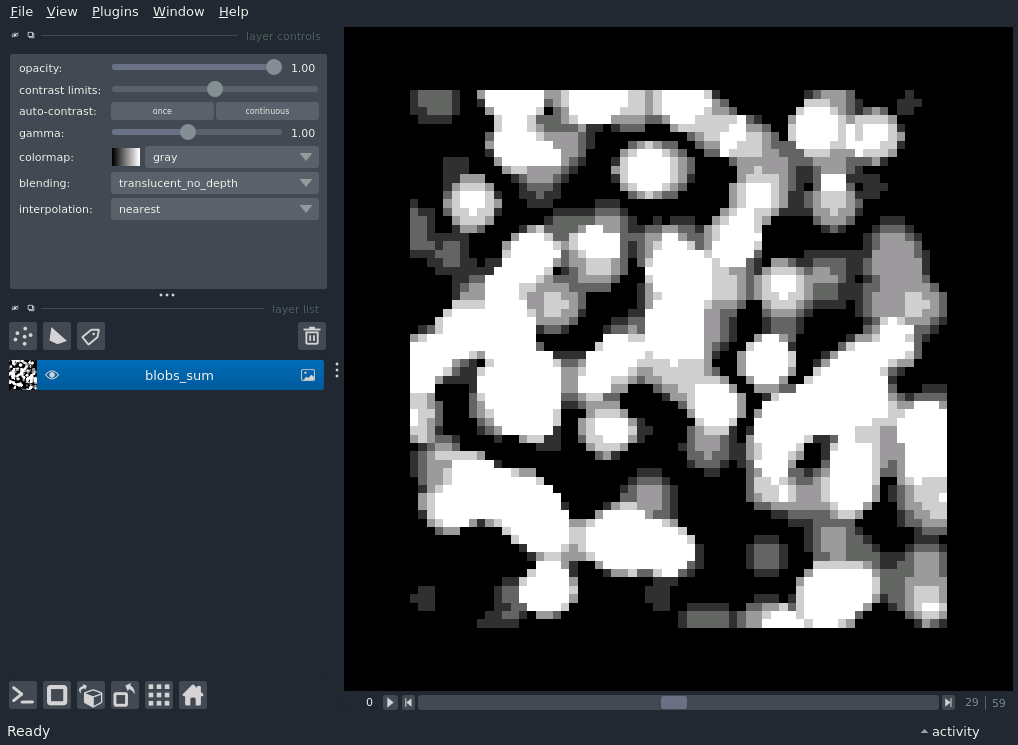 File View Plugins Window Help
layer controls
opacity: 1.00
contrast limits:
auto-contrast: once continuous
gamma: 1.00
colormap: gray
blending: translucent_no_depth
interpolation: nearest
layer list
blobs_sum
0 29 59
Ready activity